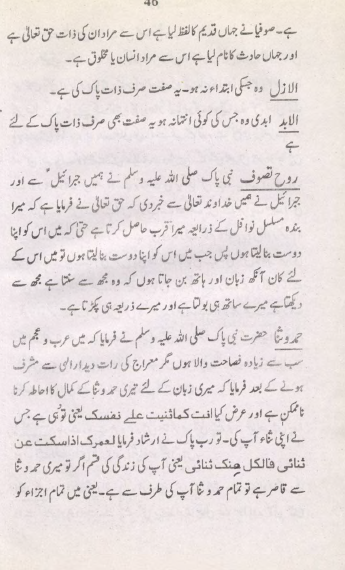 46
ہے۔ صوفیا نے جہاں قدیم کا لفظ لیا ہے اس سے مراد ان کی ذات حق تعالیٰ ہے
اور جہاں حادث کا نام لیا ہے اس سے مراد انسان یا مخلوق ہے۔
الازل وہ جسکی ابتداء نہ ہو۔ یہ صفت صرف ذات پاک کی ہے۔
الابد ابدی وہ جس کی کوئی انتہا نہ ہو یہ صفت بھی صرف ذات پاک کے لئے
ہے
روح تصوف نبی پاک صلی اللہ علیہ وسلم نے ہمیں جبرائیل سے اور
جبرائیل نے ہمیں خداوند تعالیٰ سے خبر دی کہ حق تعالیٰ نے فرمایا ہے کہ میرا
بندہ مسلسل نوافل کے ذرایعہ میرا قرب حاصل کرتا ہے حتیٰ کہ میں اس کو اپنا
دوست بنا لیتا ہوں پس جب میں اس کو اپنا دوست بنا لیتا ہوں تو میں اس کے
لئے کان آنکھ زبان اور ہاتھ بن جاتا ہوں کہ وہ مجھ سے سنتا ہے مجھ سے
دیکھتا ہے میرے ساتھ ہی بولتا ہے اور میرے ذریعہ ہی پکڑتا ہے۔
حمد و ثنا حضرت نبی پاک صلی اللہ علیہ وسلم نے فرمایا کہ میں عرب و عجم میں
سب سے زیادہ فصاحت والا ہوں مگر معراج کی رات دیدار الہی سے مشرف
ہونے کے بعد فرمایا کہ میری زبان کے لئے تیری حمد و ثنا کے کمال کا احاطہ کرنا
ناممکن ہے اور عرض کیا انت کما ثنیت علے نفسک یعنی تو ہی ہے جس
نے اپنی ثناء آپ کی۔ تو رب پاک نے ارشاد فرمایا لعمرک اذا سکت عن
ثنائی فالکل منک ثنائی یعنی آپ کی زندگی کی قسم اگر تو میری حمد و ثنا
سے قاصر ہے تو تمام حمد و ثنا آپ کی طرف سے ہے۔ یعنی میں تمام اجزاء کو